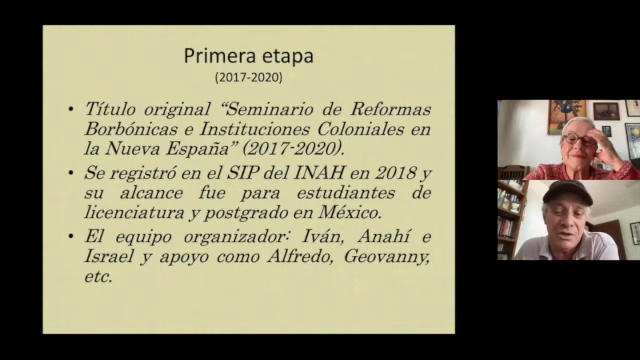 Primera etapa
(2017-2020)
• Título original “Seminario de Reformas
Borbónicas e Instituciones Coloniales en
la Nueva España” (2017-2020).
• Se registró en el SIP del INAH en 2018 y
su alcance fue para estudiantes de
licenciatura y postgrado en México.
• El equipo organizador: Iván, Anahí e
Israel y apoyo como Alfredo, Geovanny,
etc.